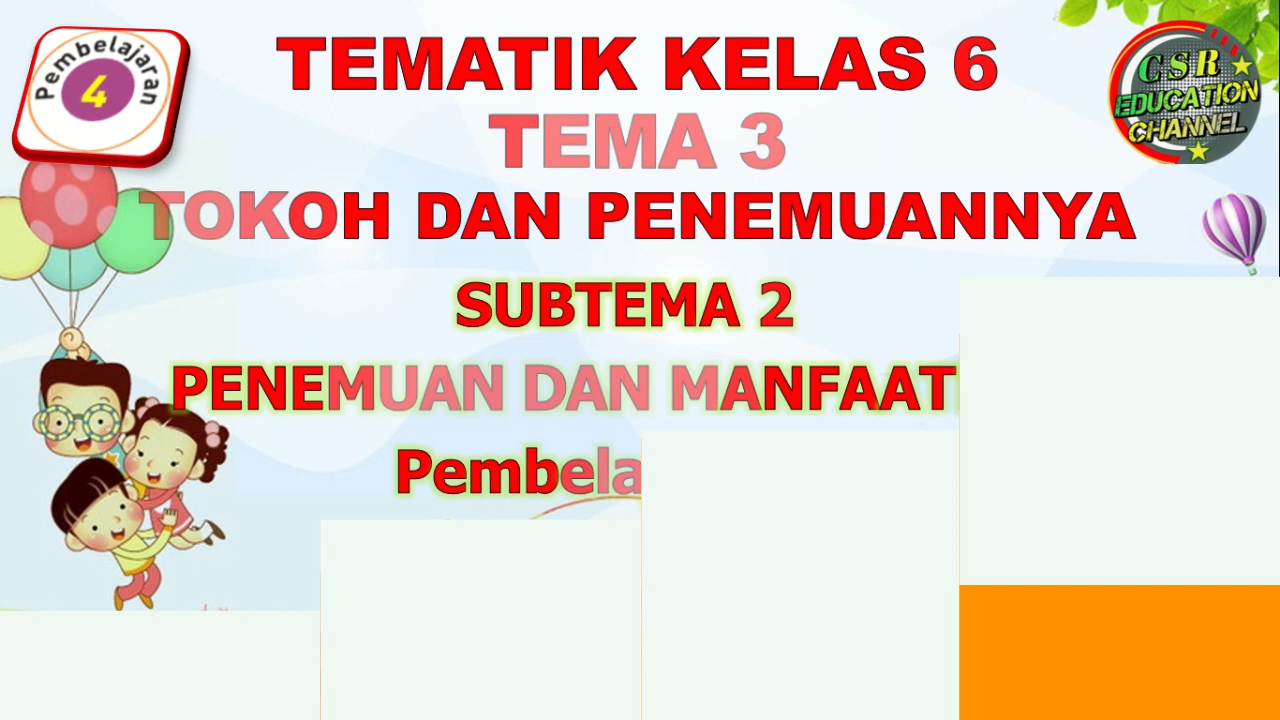 Pembelajaran
4
TEMATIK KELAS 6
CSR
EDUCATION
CHANNEL
TEMA 3
TOKOH DAN PENEMUANNYA
SUBTEMA 2
PENEMUAN DAN MANFAAT
Pembela